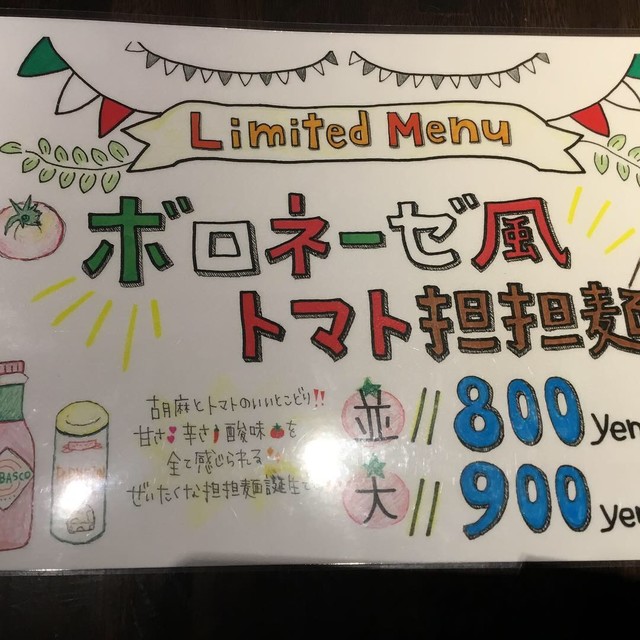 Limited Menu
ボロネーゼ風
トマト担担麺
胡麻とトマトのいいとこどり!!
甘さ辛さ酸味を
全て感じられる
ぜいたくな担担麺誕生
並 // 800 yen
大 // 900 yen
BASCO